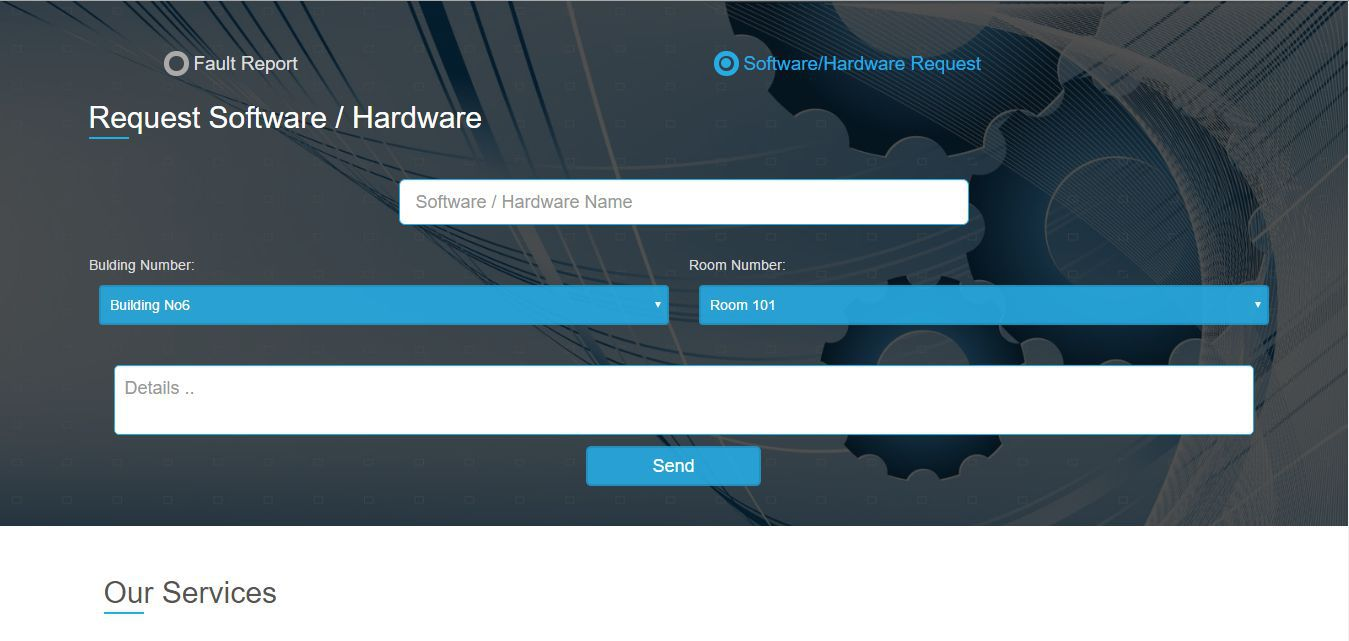 Fault Report
Software/Hardware Request
Request Software / Hardware
Software / Hardware Name
Bulding Number:
Room Number:
Building No6
Room 101
Details ..
Send
Our Services